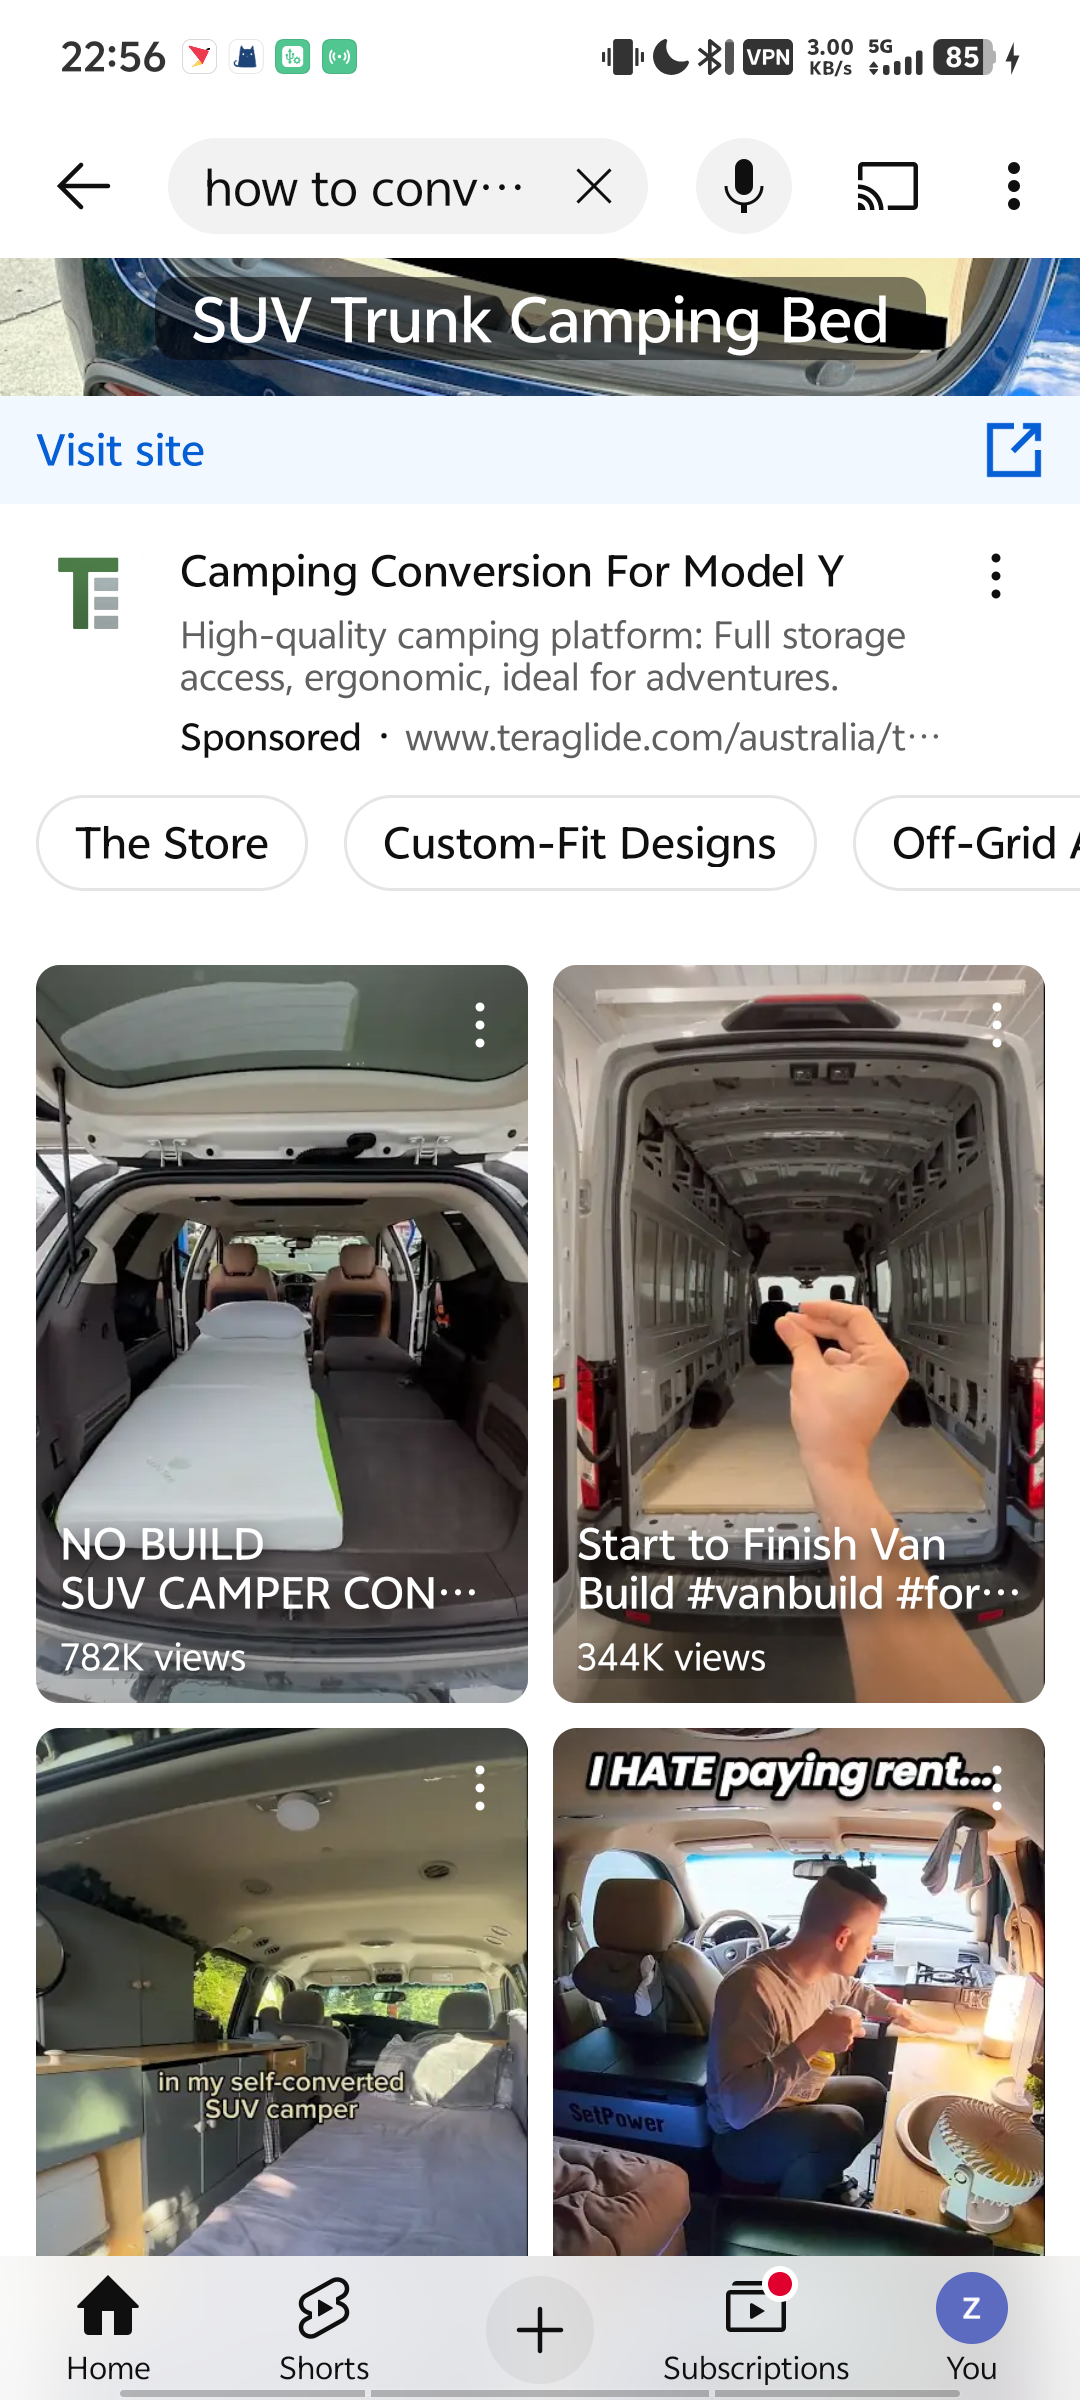 22:56
VPN
3.00
KB/s
5G
85
how to conv···
SUV Trunk Camping Bed
Visit site
TE
Camping Conversion For Model Y
High-quality camping platform: Full storage
access, ergonomic, ideal for adventures.
Sponsored · www.teraglide.com/australia/t···
The Store
Custom-Fit Designs
Off-Grid
NO BUILD
SUV CAMPER CON···
782K views
Start to Finish Van
Build #vanbuild #for···
344K views
in my self-converted
SUV camper
I HATE paying rent...
SetPower
Home
Shorts
Subscriptions
Z
You